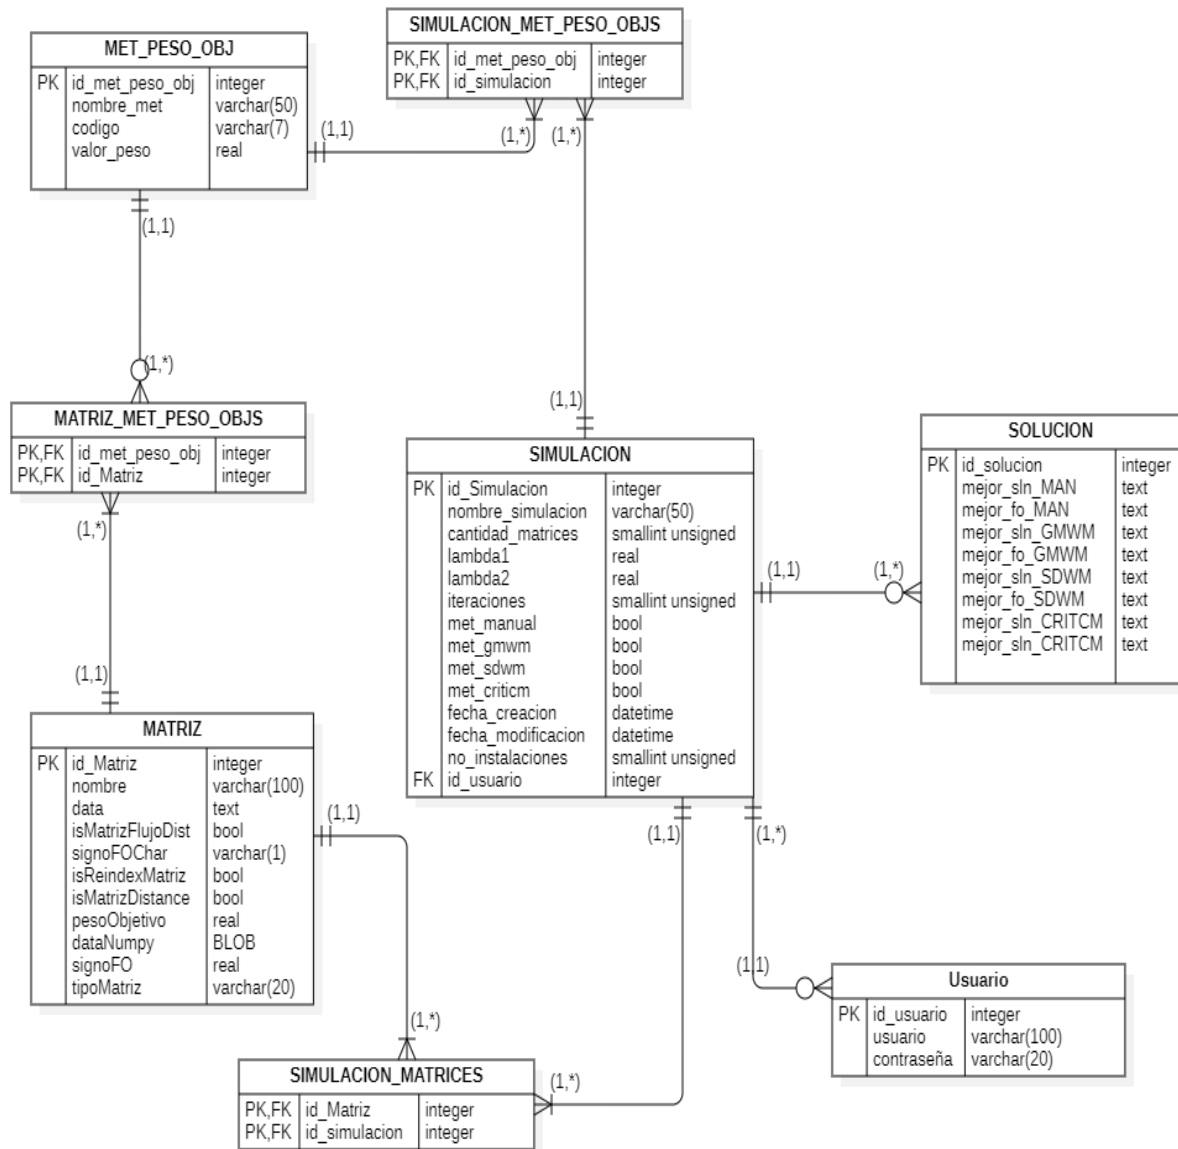 MET_PESO_OBJ
PK id_met_peso_obj integer
nombre_met varchar(50)
codigo varchar(7)
valor_peso real
SIMULACION_MET_PESO_OBJS
PK,FK id_met_peso_obj integer
PK,FK id_simulacion integer
(1,1)
(1,*)
(1,*)
(1,1)
(1,*)
MATRIZ_MET_PESO_OBJS
PK,FK id_met_peso_obj integer
PK,FK id_Matriz integer
(1,*)
(1,1)
(1,1)
SIMULACION
PK id_Simulacion integer
nombre_simulacion varchar(50)
cantidad_matrices smallint unsigned
lambda1 real
lambda2 real
iteraciones smallint unsigned
met_manual bool
met_gmwm bool
met_sdwm bool
met_criticm bool
fecha_creacion datetime
fecha_modificacion datetime
no_instalaciones smallint unsigned
FK id_usuario integer
(1,1)
(1,*)
SOLUCION
PK id_solucion integer
mejor_sln_MAN text
mejor_fo_MAN text
mejor_sln_GMWM text
mejor_fo_GMWM text
mejor_sln_SDWM text
mejor_fo_SDWM text
mejor_sln_CRITCM text
mejor_sln_CRITCM text
MATRIZ
PK id_Matriz integer
nombre varchar(100)
data text
isMatrizFlujoDist bool
signoFOChar varchar(1)
isReindexMatriz bool
isMatrizDistance bool
pesoObjetivo real
dataNumpy BLOB
signoFO real
tipoMatriz varchar(20)
(1,1)
(1,1)
(1,*)
(1,1)
(1,*)
(1,*)
Usuario
PK id_usuario integer
usuario varchar(100)
contraseña varchar(20)
SIMULACION_MATRICES
PK,FK id_Matriz integer
PK,FK id_simulacion integer